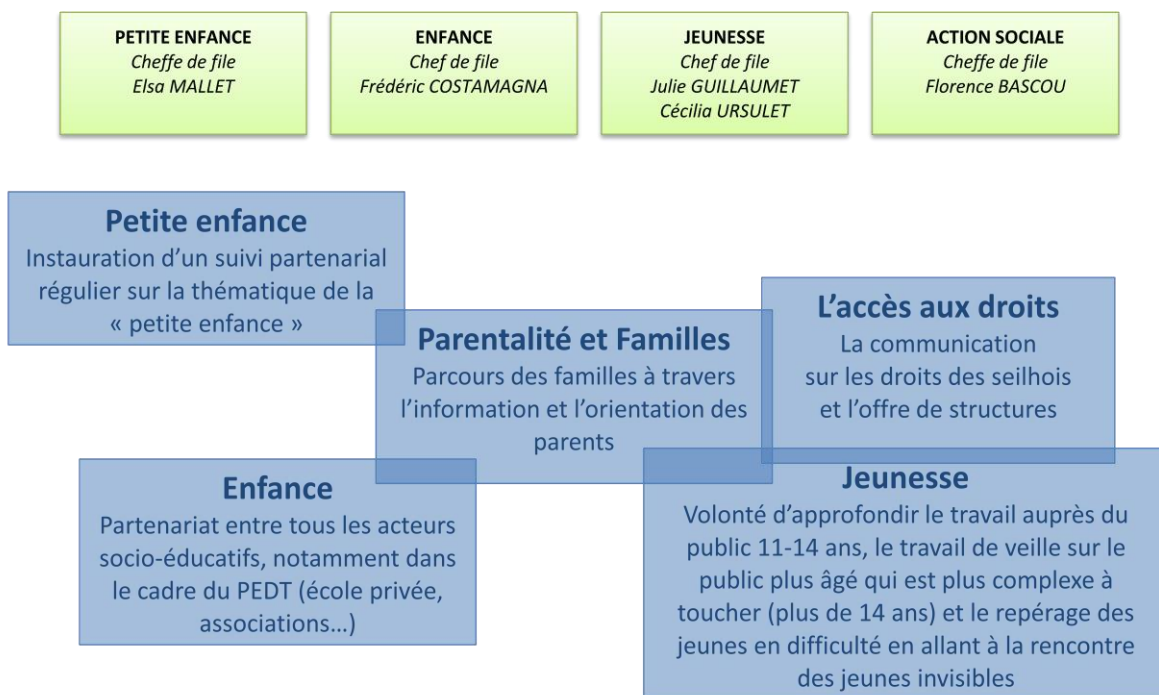 PETITE ENFANCE
Cheffe de file
Elsa MALLET
ENFANCE
Chef de file
Frédéric COSTAMAGNA
JEUNESSE
Chef de file
Julie GUILLAUMET
Cécilia URSULET
ACTION SOCIALE
Cheffe de file
Florence BASCOU
Petite enfance
Instauration d’un suivi partenarial
régulier sur la thématique de la
« petite enfance »
Parentalité et Familles
Parcours des familles à travers
l’information et l’orientation des
parents
L’accès aux droits
La communication
sur les droits des seilhois
et l’offre de structures
Enfance
Partenariat entre tous les acteurs
socio-éducatifs, notamment dans
le cadre du PEDT (école privée,
associations…)
Jeunesse
Volonté d’approfondir le travail auprès du
public 11-14 ans, le travail de veille sur le
public plus âgé qui est plus complexe à
toucher (plus de 14 ans) et le repérage des
jeunes en difficulté en allant à la rencontre
des jeunes invisibles